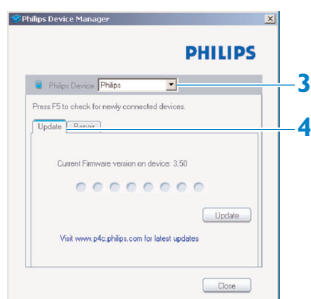 Philips Device Manager
PHILIPS
Philips Device Philips
3
Press F5 to check for newly connected devices.
Update Repair
4
Current Firmware version on device: 3.50
Update
Visit www.p4c.philips.com for latest updates
Close